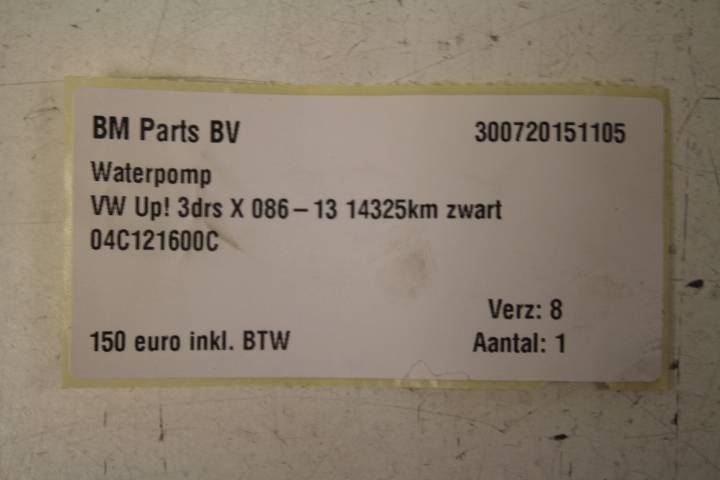 BM Parts BV 300720151105
Waterpomp
VW Up! 3drs X 086-13 14325km zwart
04C121600C
Verz: 8
150 euro inkl. BTW Aantal: 1